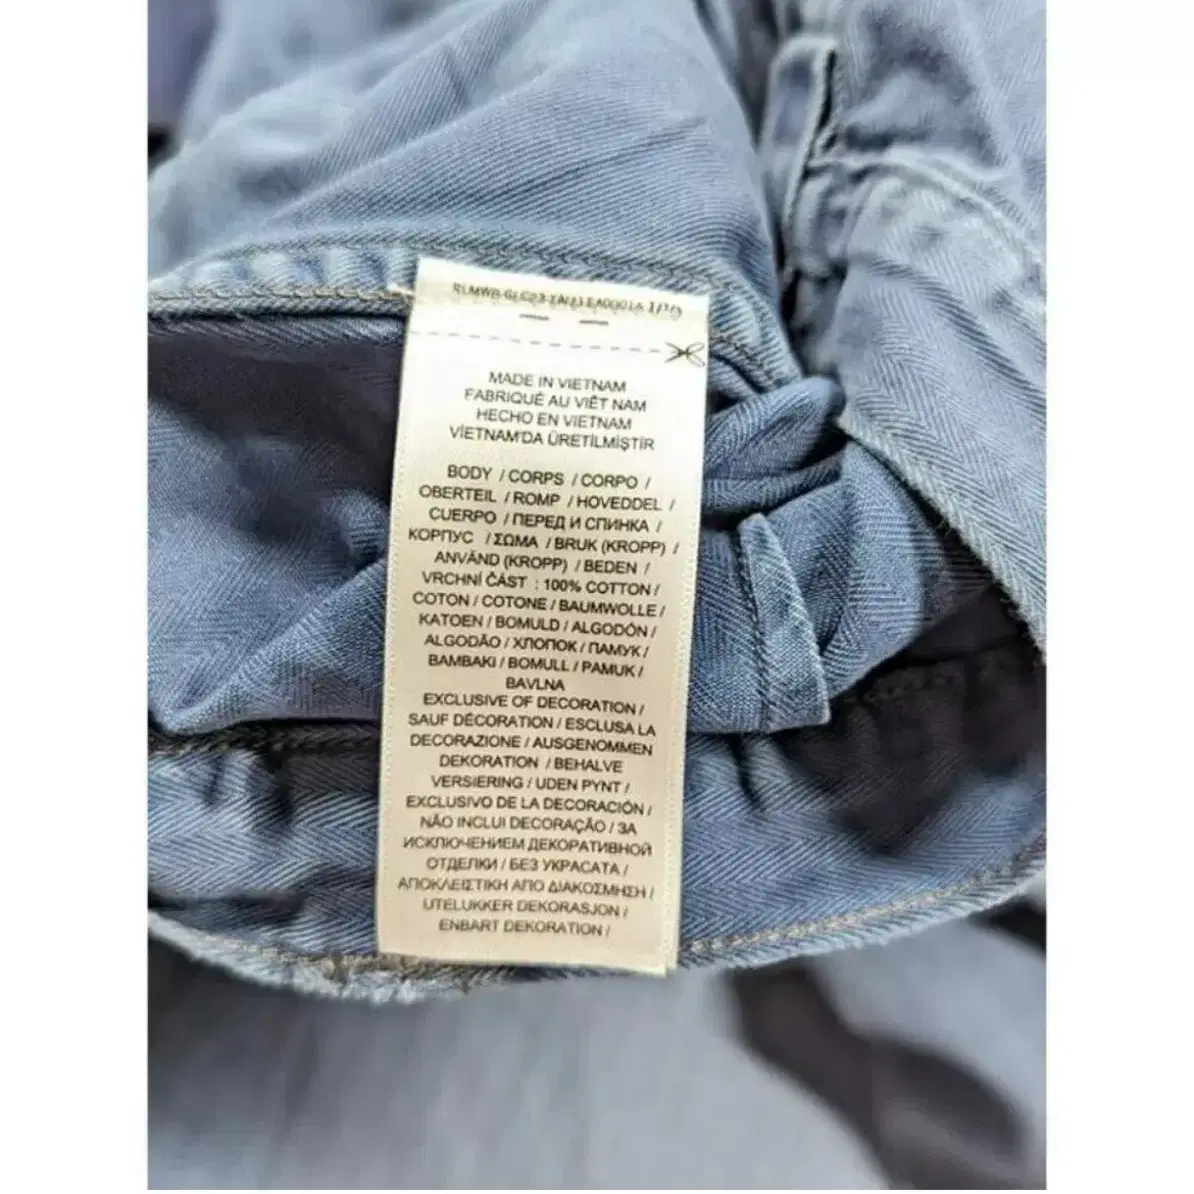 MADE IN VIETNAM
FABRIQUÉ AU VIÊT NAM
HECHO EN VIETNAM
VİETNAM'DA ÜRETİLMİŞTİR
BODY / CORPS / CORPO /
OBERTEIL / ROMP / HOVEDDEL /
CUERPO / ПЕРЕД И СПИНКА /
КОРПУС / ΣΩΜΑ / BRUK (KROPP) /
ANVÄND (KROPP) / BEDEN /
VRCHNÍ ČÁST : 100% COTTON /
COTON / COTONE / BAUMWOLLE /
KATOEN / BOMULD / ALGODÓN /
ALGODÃO / ХЛОПОК / ПАМУК /
ΒΑΜΒΑΚΙ / BOMULL / PAMUK /
BAVLNA
EXCLUSIVE OF DECORATION /
SAUF DÉCORATION / ESCLUSA LA
DECORAZIONE / AUSGENOMMEN
DEKORATION / BEHALVE
VERSIERING / UDEN PYNT /
EXCLUSIVO DE LA DECORACIÓN /
NÃO INCLUI DECORAÇÃO / ЗА
ИСКЛЮЧЕНИЕМ ДЕКОРАТИВНОЙ
ОТДЕЛКИ / БЕЗ УКРАСАТА /
ΑΠΟΚΛΕΙΣΤΙΚΗ ΑΠΟ ΔΙΑΚΟΣΜΗΣΗ /
UTELUKKER DEKORASJON /
ENBART DEKORATION /